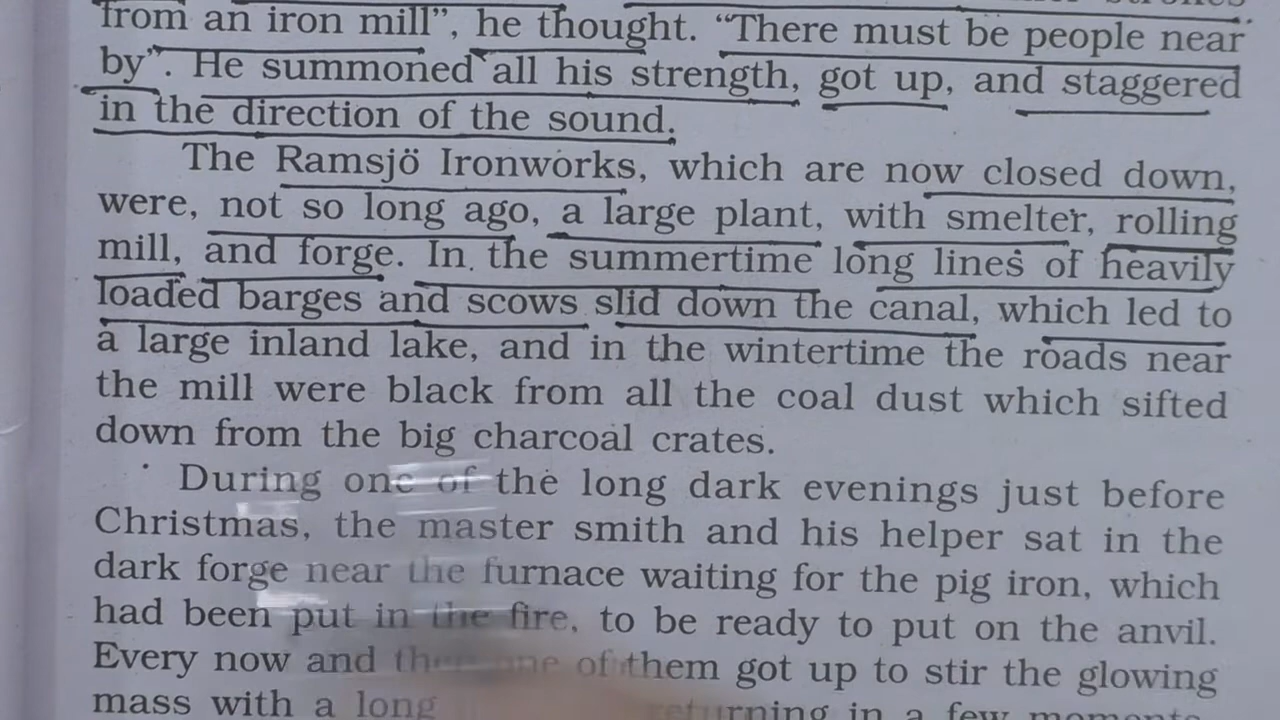 from an iron mill", he thought. "There must be people near
by". He summoned all his strength, got up, and staggered
in the direction of the sound.
The Ramsjö Ironworks, which are now closed down,
were, not so long ago, a large plant, with smelter, rolling
mill, and forge. In the summertime long lines of heavily
loaded barges and scows slid down the canal, which led to
a large inland lake, and in the wintertime the roads near
the mill were black from all the coal dust which sifted
down from the big charcoal crates.
During one of the long dark evenings just before
Christmas, the master smith and his helper sat in the
dark forge near the furnace waiting for the pig iron, which
had been put in the fire, to be ready to put on the anvil.
Every now and then one of them got up to stir the glowing
mass with a long returning in a few moments,